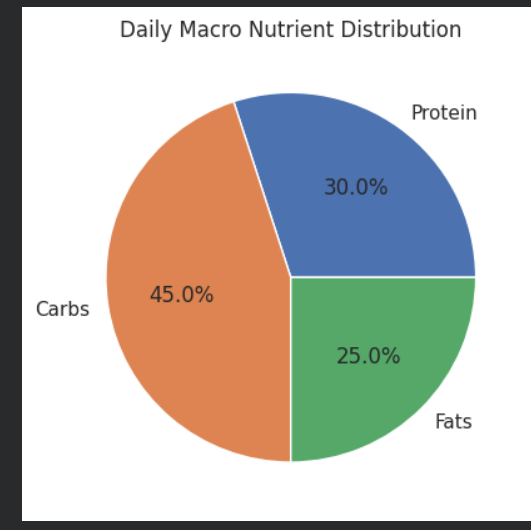 Daily Macro Nutrient Distribution
Protein
30.0%
Carbs
45.0%
25.0%
Fats